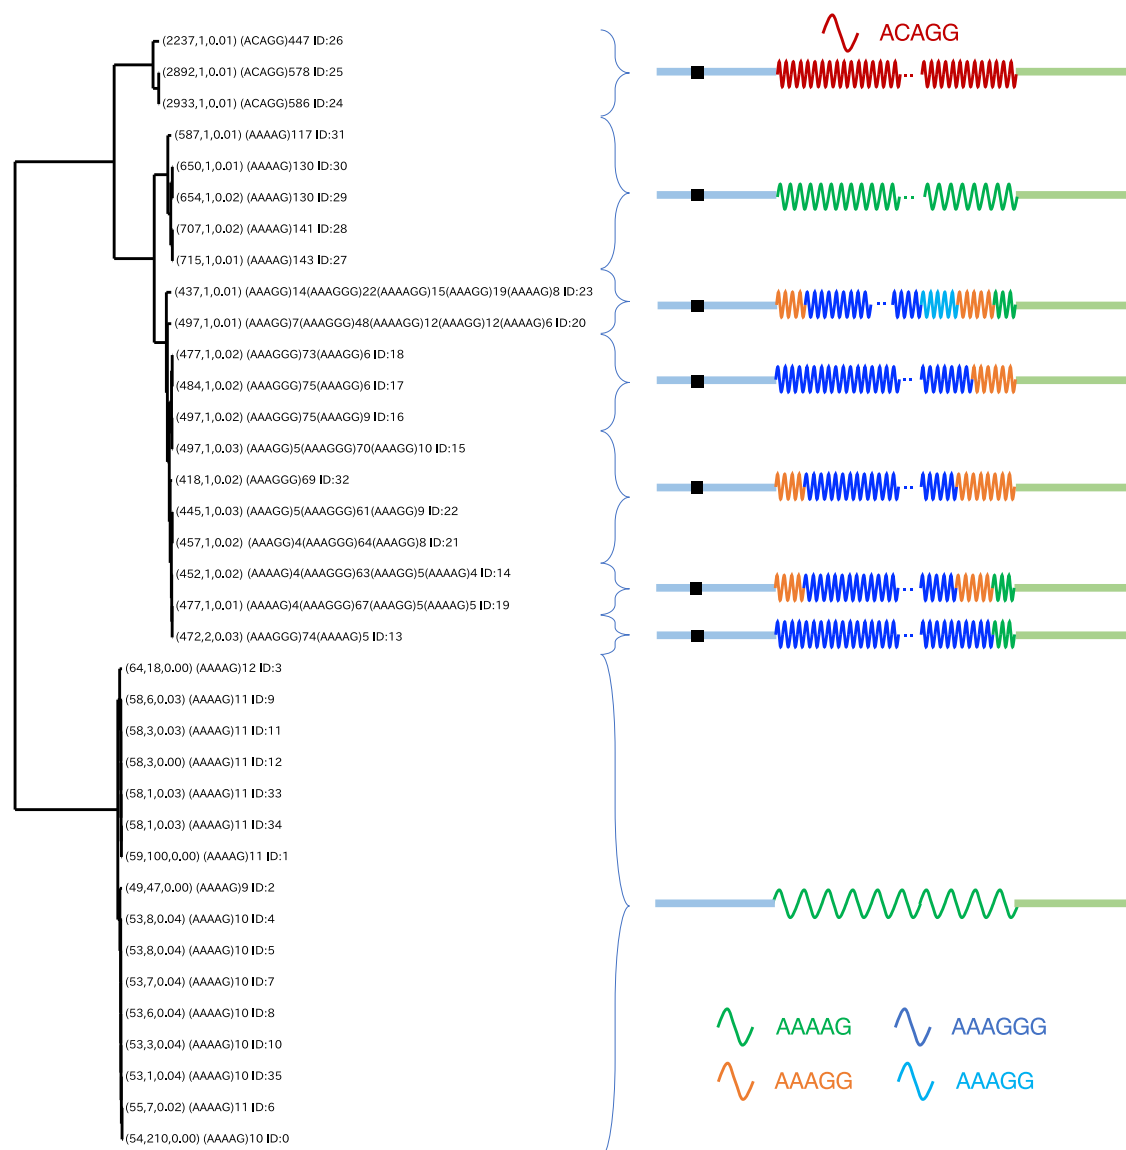 (2237,1,0.01) (ACAGG)447 ID:26
(2892,1,0.01) (ACAGG)578 ID:25
(2933,1,0.01) (ACAGG)586 ID:24
(587,1,0.01) (AAAAG)117 ID:31
(650,1,0.01) (AAAAG)130 ID:30
(654,1,0.02) (AAAAG)130 ID:29
(707,1,0.02) (AAAAG)141 ID:28
(715,1,0.01) (AAAAG)143 ID:27
(437,1,0.01) (AAAGG)14(AAAGGG)22(AAAAGG)15(AAAGG)19(AAAAG)8 ID:23
(497,1,0.01) (AAAGG)7(AAAGGG)48(AAAAGG)12(AAAGG)12(AAAAG)6 ID:20
(477,1,0.02) (AAAGGG)73(AAAGG)6 ID:18
(484,1,0.02) (AAAGGG)75(AAAGG)6 ID:17
(497,1,0.02) (AAAGGG)75(AAAGG)9 ID:16
(497,1,0.03) (AAAGG)5(AAAGGG)70(AAAGG)10 ID:15
(418,1,0.02) (AAAGGG)69 ID:32
(445,1,0.03) (AAAGG)5(AAAGGG)61(AAAGG)9 ID:22
(457,1,0.02) (AAAGG)4(AAAGGG)64(AAAGG)8 ID:21
(452,1,0.02) (AAAAG)4(AAAGGG)63(AAAGG)5(AAAAG)4 ID:14
(477,1,0.01) (AAAAG)4(AAAGGG)67(AAAGG)5(AAAAG)5 ID:19
(472,2,0.03) (AAAGGG)74(AAAAG)5 ID:13
(64,18,0.00) (AAAAG)12 ID:3
(58,6,0.03) (AAAAG)11 ID:9
(58,3,0.03) (AAAAG)11 ID:11
(58,3,0.00) (AAAAG)11 ID:12
(58,1,0.03) (AAAAG)11 ID:33
(58,1,0.03) (AAAAG)11 ID:34
(59,100,0.00) (AAAAG)11 ID:1
(49,47,0.00) (AAAAG)9 ID:2
(53,8,0.04) (AAAAG)10 ID:4
(53,8,0.04) (AAAAG)10 ID:5
(53,7,0.04) (AAAAG)10 ID:7
(53,6,0.04) (AAAAG)10 ID:8
(53,3,0.04) (AAAAG)10 ID:10
(53,1,0.04) (AAAAG)10 ID:35
(55,7,0.02) (AAAAG)11 ID:6
(54,210,0.00) (AAAAG)10 ID:0
ACAGG
AAAAG
AAAGGG
AAAGG
AAAGG